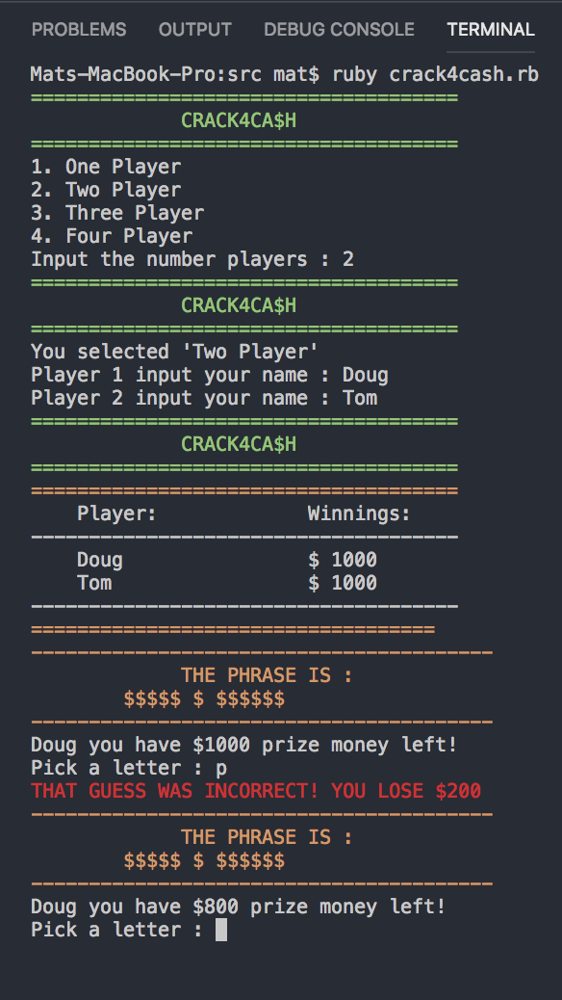 PROBLEMS OUTPUT DEBUG CONSOLE TERMINAL
Mats-MacBook-Pro:src mat$ ruby crack4cash.rb
=====================================
CRACK4CA$H
=====================================
1. One Player
2. Two Player
3. Three Player
4. Four Player
Input the number players : 2
=====================================
CRACK4CA$H
=====================================
You selected 'Two Player'
Player 1 input your name : Doug
Player 2 input your name : Tom
=====================================
CRACK4CA$H
=====================================
=====================================
Player: Winnings:
-------------------------------------
Doug $ 1000
Tom $ 1000
-------------------------------------
===================================
----------------------------------------
THE PHRASE IS :
$$$$$ $ $$$$$$
----------------------------------------
Doug you have $1000 prize money left!
Pick a letter : p
THAT GUESS WAS INCORRECT! YOU LOSE $200
----------------------------------------
THE PHRASE IS :
$$$$$ $ $$$$$$
----------------------------------------
Doug you have $800 prize money left!
Pick a letter :